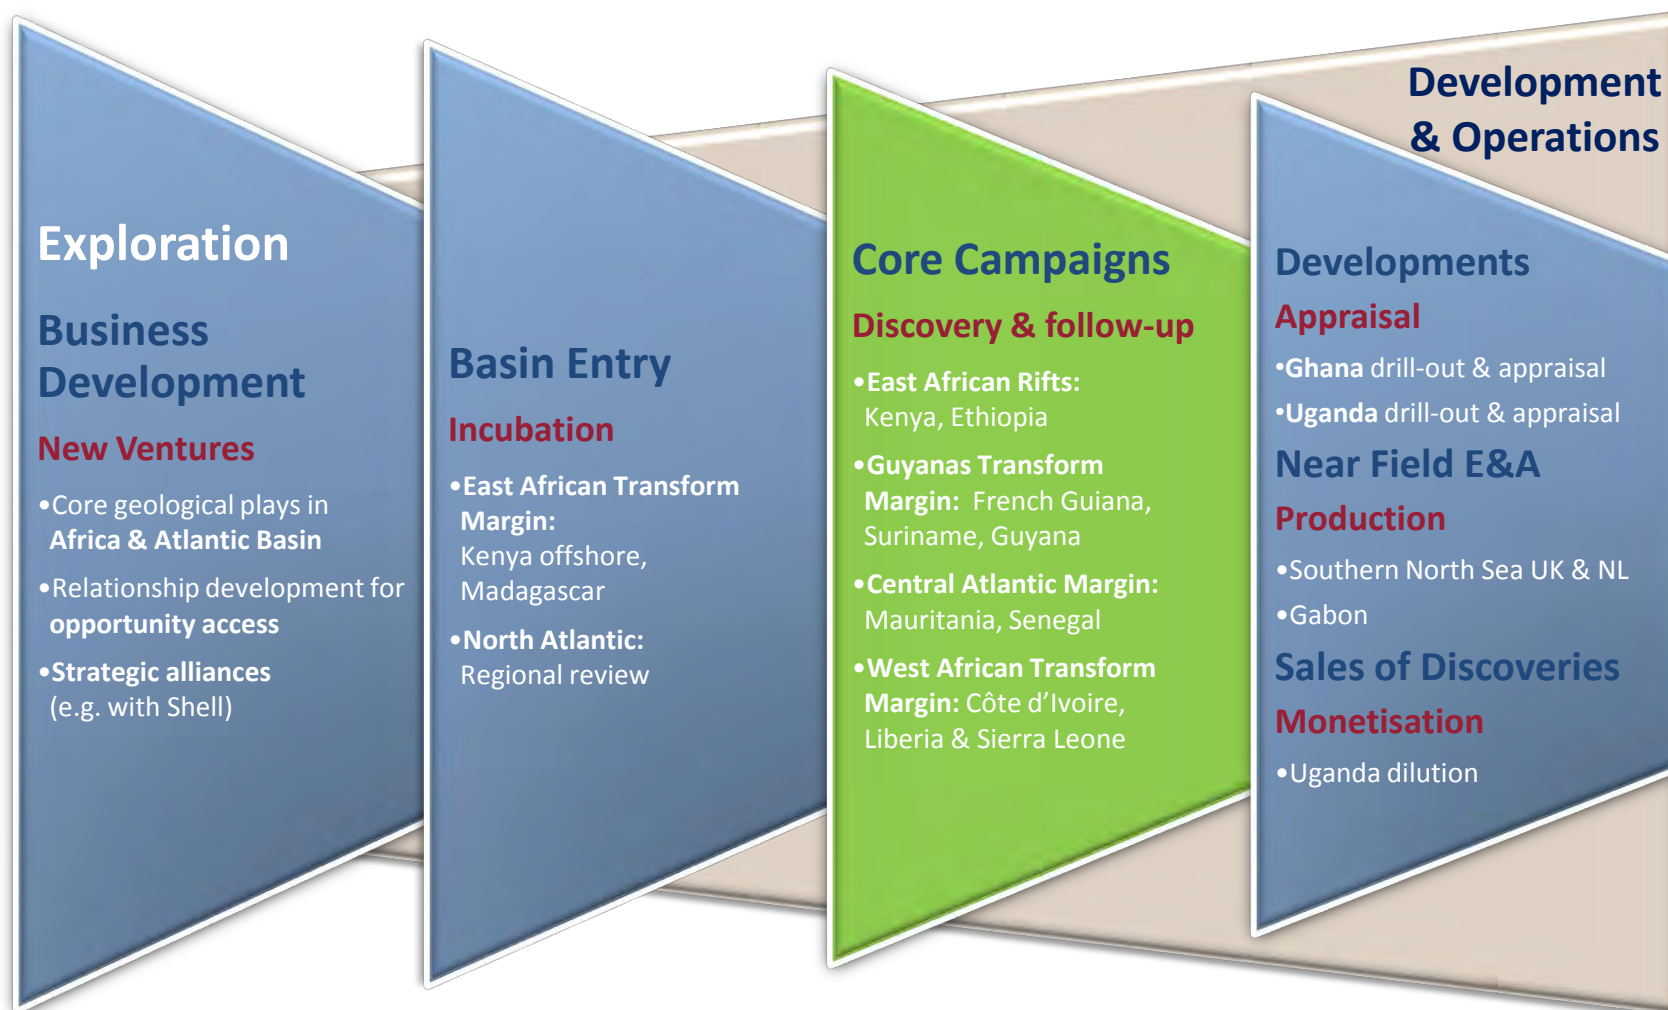 Exploration
Business
Development
New Ventures
•Core geological plays in
Africa & Atlantic Basin
•Relationship development for
opportunity access
•Strategic alliances
(e.g. with Shell)
Basin Entry
Incubation
•East African Transform
Margin:
Kenya offshore,
Madagascar
•North Atlantic:
Regional review
Core Campaigns
Discovery & follow-up
•East African Rifts:
Kenya, Ethiopia
•Guyanas Transform
Margin: French Guiana,
Suriname, Guyana
•Central Atlantic Margin:
Mauritania, Senegal
•West African Transform
Margin: Côte d’Ivoire,
Liberia & Sierra Leone
Development
& Operations
Developments
Appraisal
•Ghana drill-out & appraisal
•Uganda drill-out & appraisal
Near Field E&A
Production
•Southern North Sea UK & NL
•Gabon
Sales of Discoveries
Monetisation
•Uganda dilution